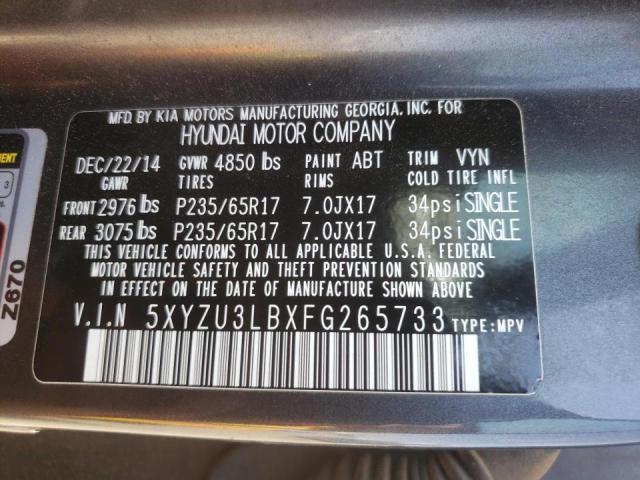 MFD. BY KIA MOTORS MANUFACTURING GEORGIA, INC. FOR
HYUNDAI MOTOR COMPANY
DEC/22/14 GVWR 4850 lbs PAINT ABT TRIM VYN
GAWR TIRES RIMS COLD TIRE INFL
FRONT 2976 lbs P235/65R17 7.0JX17 34psi SINGLE
REAR 3075 lbs P235/65R17 7.0JX17 34psi SINGLE
THIS VEHICLE CONFORMS TO ALL APPLICABLE U.S.A. FEDERAL
MOTOR VEHICLE SAFETY AND THEFT PREVENTION STANDARDS
IN EFFECT ON THE DATE OF MANUFACTURE SHOWN ABOVE.
V.I.N 5XYZU3LBXFG265733 TYPE:MPV
3
Z670